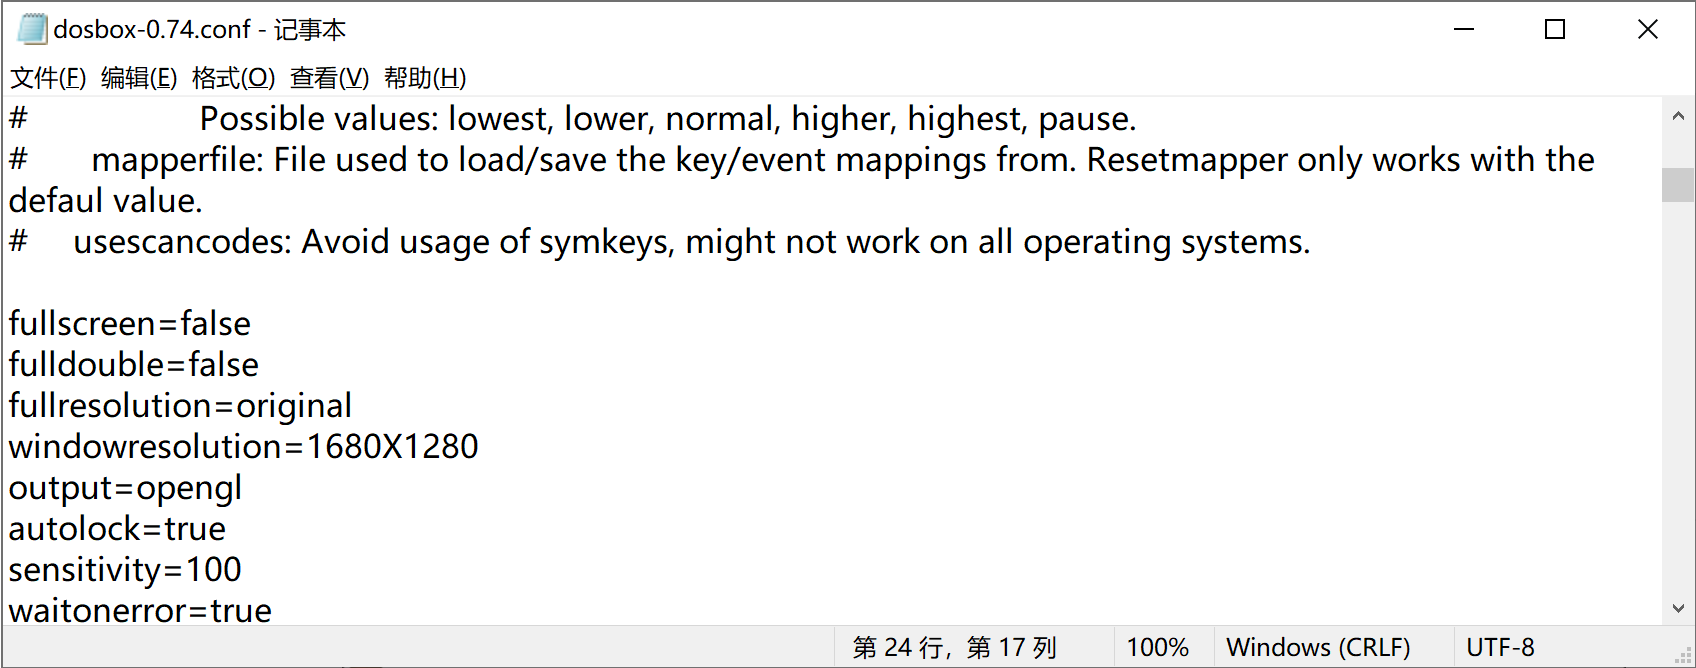 dosbox-0.74.conf - 记事本
文件(F) 编辑(E) 格式(O) 查看(V) 帮助(H)
# Possible values: lowest, lower, normal, higher, highest, pause.
# mapperfile: File used to load/save the key/event mappings from. Resetmapper only works with the
defaul value.
# usescancodes: Avoid usage of symkeys, might not work on all operating systems.
fullscreen=false
fulldouble=false
fullresolution=original
windowresolution=1680X1280
output=opengl
autolock=true
sensitivity=100
waitonerror=true
第 24 行，第 17 列 100% Windows (CRLF) UTF-8